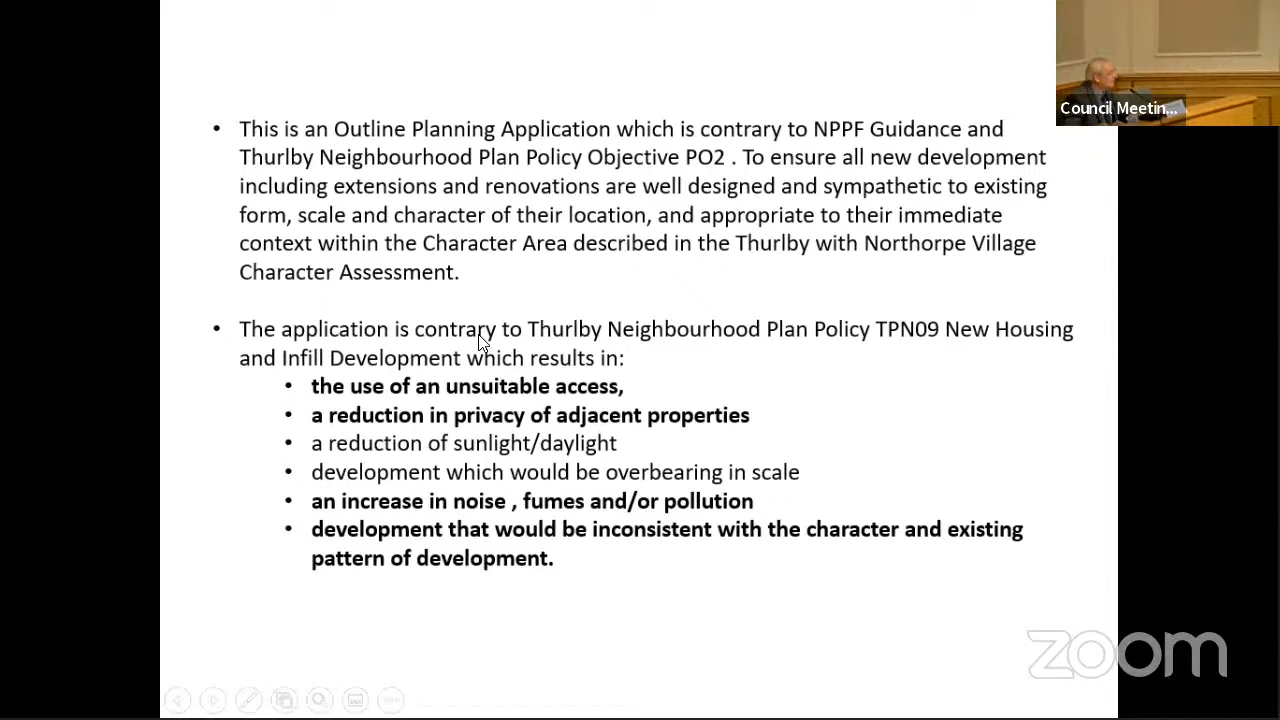 Council Meetin...
• This is an Outline Planning Application which is contrary to NPPF Guidance and
Thurlby Neighbourhood Plan Policy Objective PO2 . To ensure all new development
including extensions and renovations are well designed and sympathetic to existing
form, scale and character of their location, and appropriate to their immediate
context within the Character Area described in the Thurlby with Northorpe Village
Character Assessment.
• The application is contrary to Thurlby Neighbourhood Plan Policy TPN09 New Housing
and Infill Development which results in:
• the use of an unsuitable access,
• a reduction in privacy of adjacent properties
• a reduction of sunlight/daylight
• development which would be overbearing in scale
• an increase in noise , fumes and/or pollution
• development that would be inconsistent with the character and existing
pattern of development.
zoom